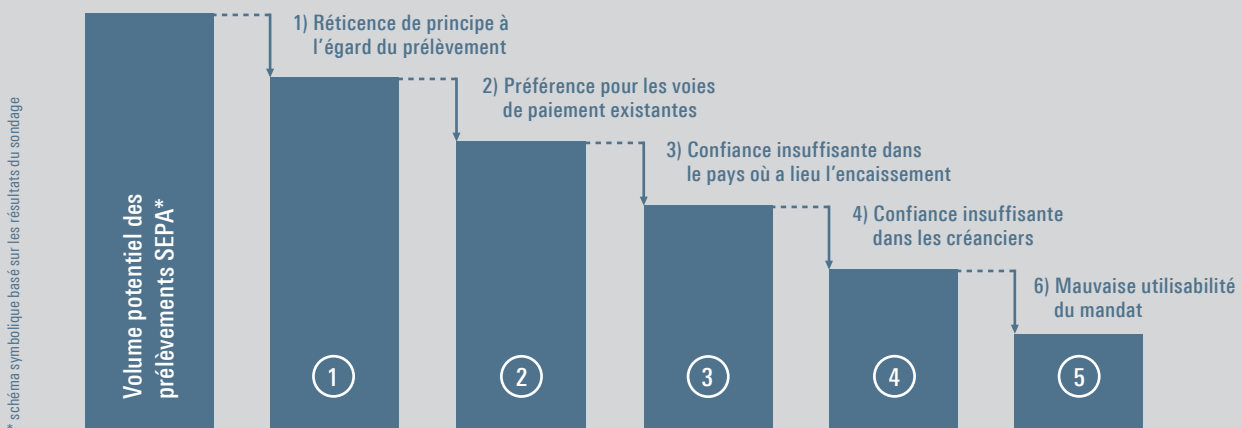 1) Réticence de principe à
l'égard du prélèvement
2) Préférence pour les voies
de paiement existantes
3) Confiance insuffisante dans
le pays où a lieu l'encaissement
4) Confiance insuffisante
dans les créanciers
6) Mauvaise utilisabilité
du mandat
Volume potentiel des
prélèvements SEPA*
1
2
3
4
5
* schéma symbolique basé sur les résultats du sondage